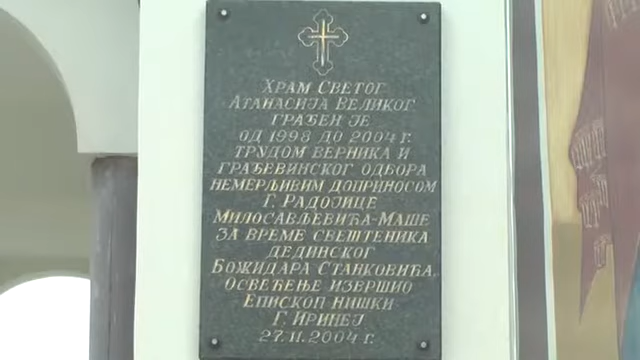 Храм Светог
Атанасија Великог
грађен је
од 1998 до 2004 г.
трудом верника и
грађевинског одбора
немерљивим доприносом
г. Радојице
Милосављевића-Маше
за време свештеника
дединског
Божидара Станковића,
освећење извршио
Епископ нишки
г. Иринеј
27.11.2004 г.